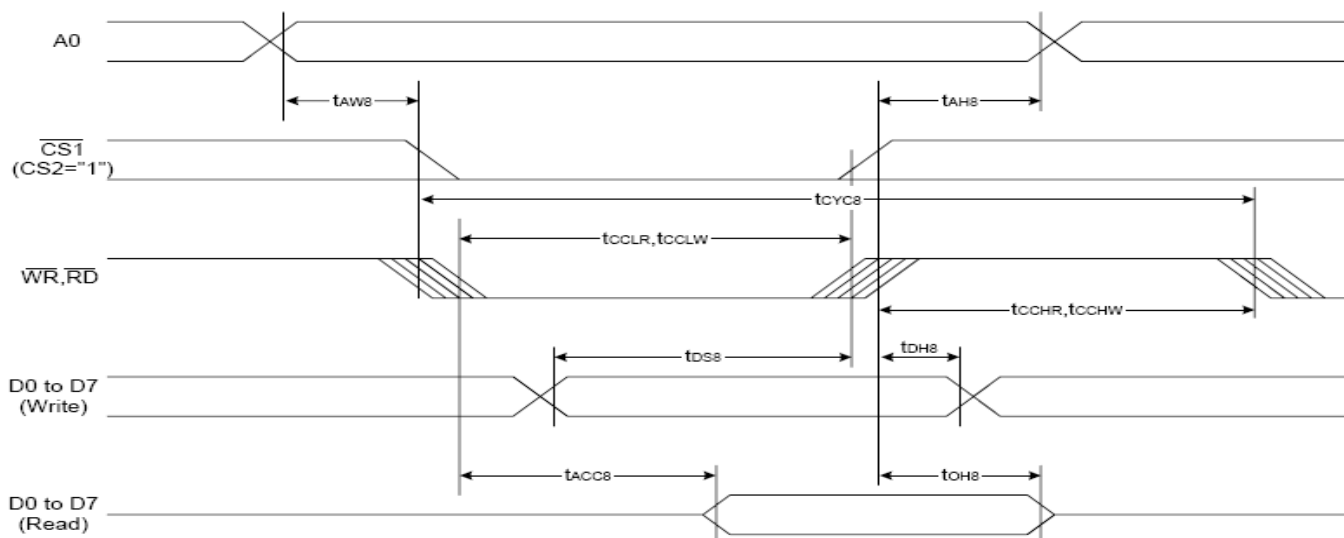 A0
tAW8
tAH8
CS1
(CS2="1")
tCYC8
tCCLR,tCCLW
WR,RD
tCCHR,tCCHW
tDS8
tDH8
D0 to D7
(Write)
tACC8
tOH8
D0 to D7
(Read)